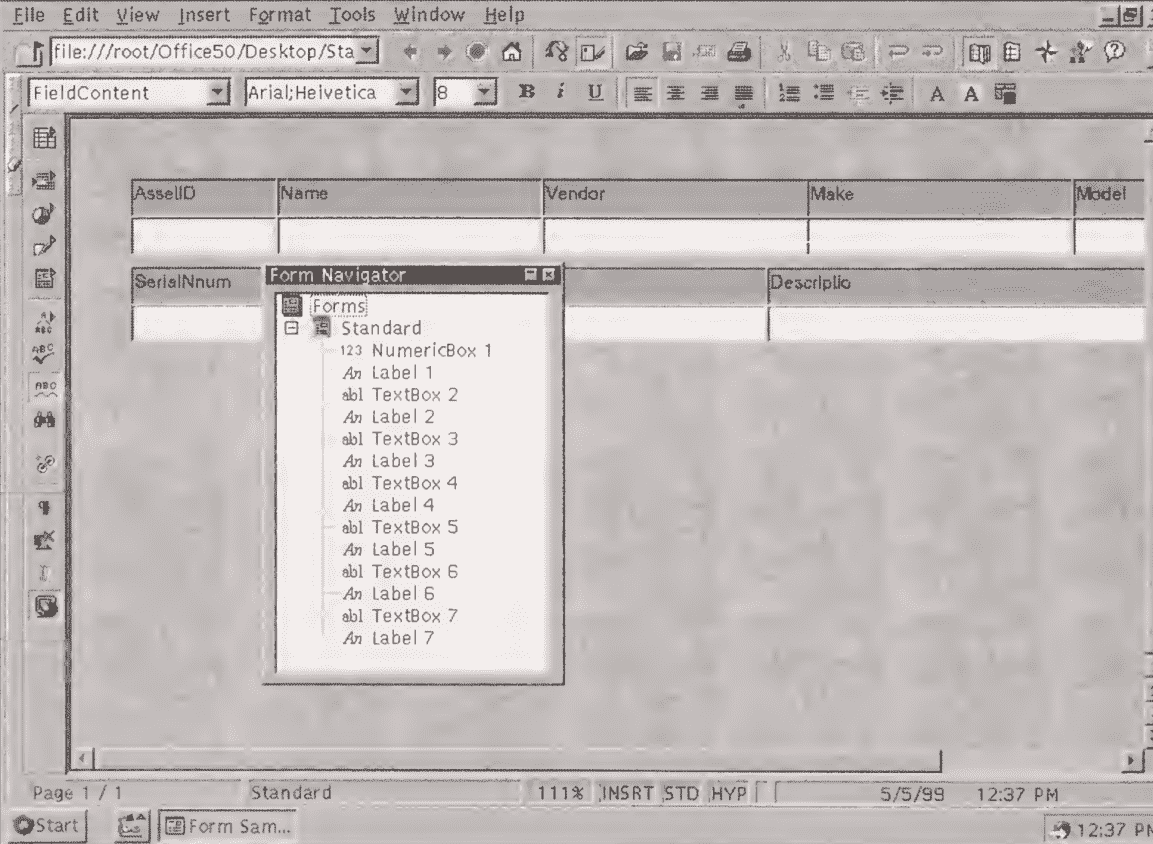 File Edit View Insert Format Tools Window Help
file:///root/Office50/Desktop/Sta
FieldContent Arial;Helvetica 8 B i U A A
AssetID Name Vendor Make Model
SerialNnum Descriptio
Form Navigator
Forms
Standard
123 NumericBox 1
An Label 1
abl TextBox 2
An Label 2
abl TextBox 3
An Label 3
abl TextBox 4
An Label 4
abl TextBox 5
An Label 5
abl TextBox 6
An Label 6
abl TextBox 7
An Label 7
ABC
ABC
ABC
Page 1 / 1 Standard 111% INSRT STD HYP 5/5/99 12:37 PM
Start Form Sam... 12:37 PM